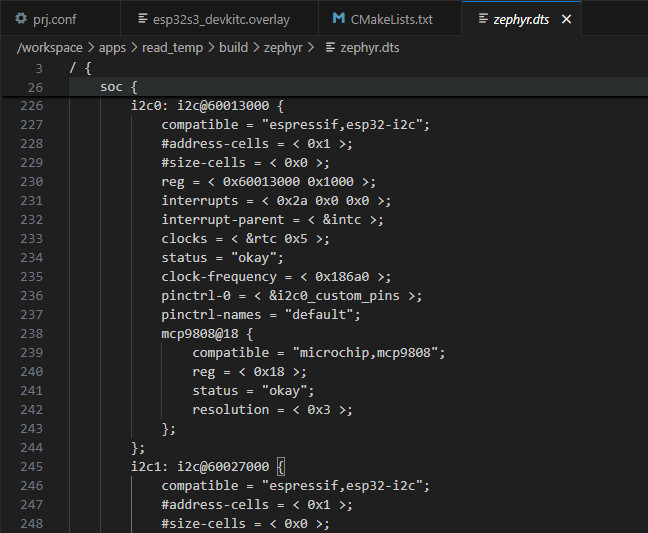 prj.conf esp32s3_devkitc.overlay CMakeLists.txt zephyr.dts
/workspace > apps > read_temp > build > zephyr > zephyr.dts
3 / {
26 soc {
226 i2c0: i2c@60013000 {
227 compatible = "espressif,esp32-i2c";
228 #address-cells = < 0x1 >;
229 #size-cells = < 0x0 >;
230 reg = < 0x60013000 0x1000 >;
231 interrupts = < 0x2a 0x0 0x0 >;
232 interrupt-parent = < &intc >;
233 clocks = < &rtc 0x5 >;
234 status = "okay";
235 clock-frequency = < 0x186a0 >;
236 pinctrl-0 = < &i2c0_custom_pins >;
237 pinctrl-names = "default";
238 mcp9808@18 {
239 compatible = "microchip,mcp9808";
240 reg = < 0x18 >;
241 status = "okay";
242 resolution = < 0x3 >;
243 };
244 };
245 i2c1: i2c@60027000 {
246 compatible = "espressif,esp32-i2c";
247 #address-cells = < 0x1 >;
248 #size-cells = < 0x0 >;